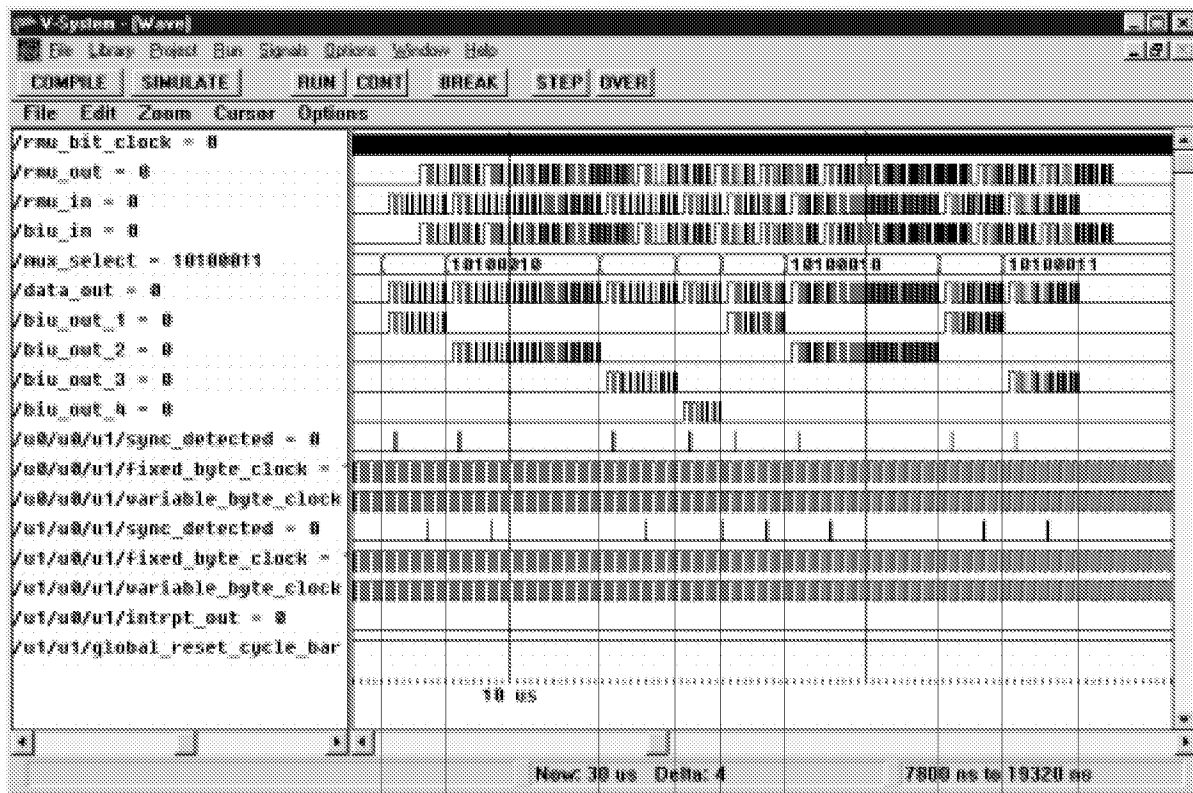 V-System - [Wave]
File Library Project Run Signals Options Window Help
COMPILE SIMULATE RUN CONT BREAK STEP OVER
File Edit Zoom Cursor Options
/rmu_bit_clock = 0
/rmu_out = 0
/rmu_in = 0
/biu_in = 0
/mux_select = 10100011 10100010 10100010 10100011
/data_out = 0
/biu_out_1 = 0
/biu_out_2 = 0
/biu_out_3 = 0
/biu_out_4 = 0
/u0/u0/u1/sync_detected = 0
/u0/u0/u1/fixed_byte_clock =
/u0/u0/u1/variable_byte_clock
/u1/u0/u1/sync_detected = 0
/u1/u0/u1/fixed_byte_clock =
/u1/u0/u1/variable_byte_clock
/u1/u0/u1/intrpt_out = 0
/u1/u1/global_reset_cycle_bar
10 us
Now: 30 us Delta: 4 7800 ns to 19320 ns